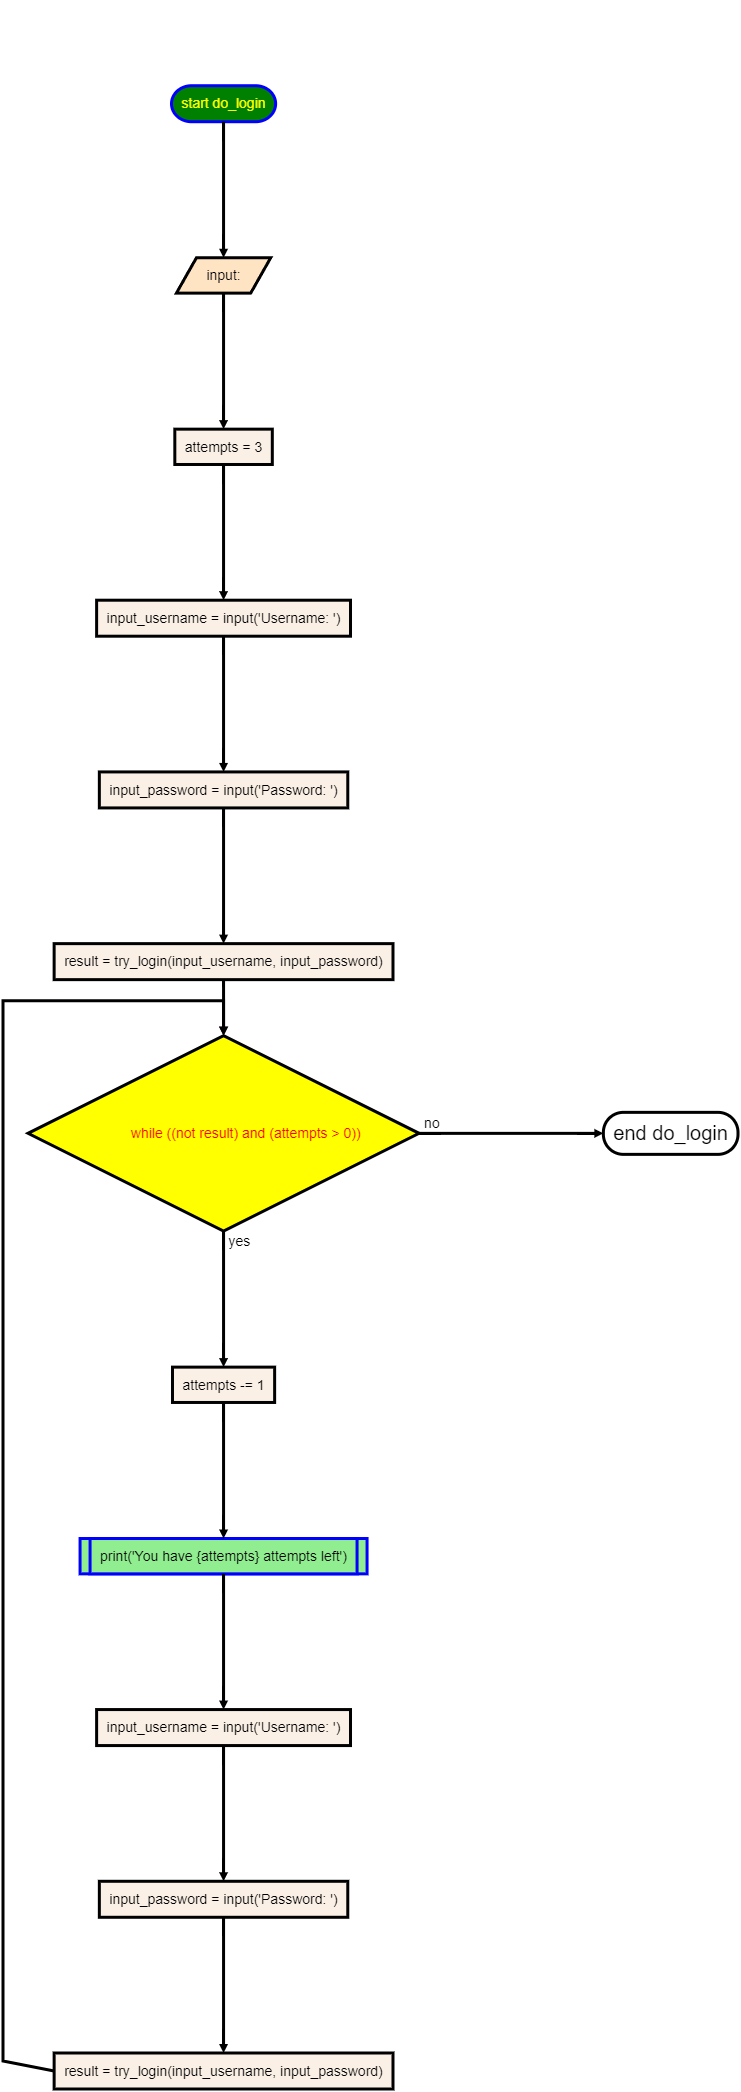 start do_login
input:
attempts = 3
input_username = input('Username: ')
input_password = input('Password: ')
result = try_login(input_username, input_password)
while ((not result) and (attempts > 0))
no
end do_login
yes
attempts -= 1
print('You have {attempts} attempts left')
input_username = input('Username: ')
input_password = input('Password: ')
result = try_login(input_username, input_password)